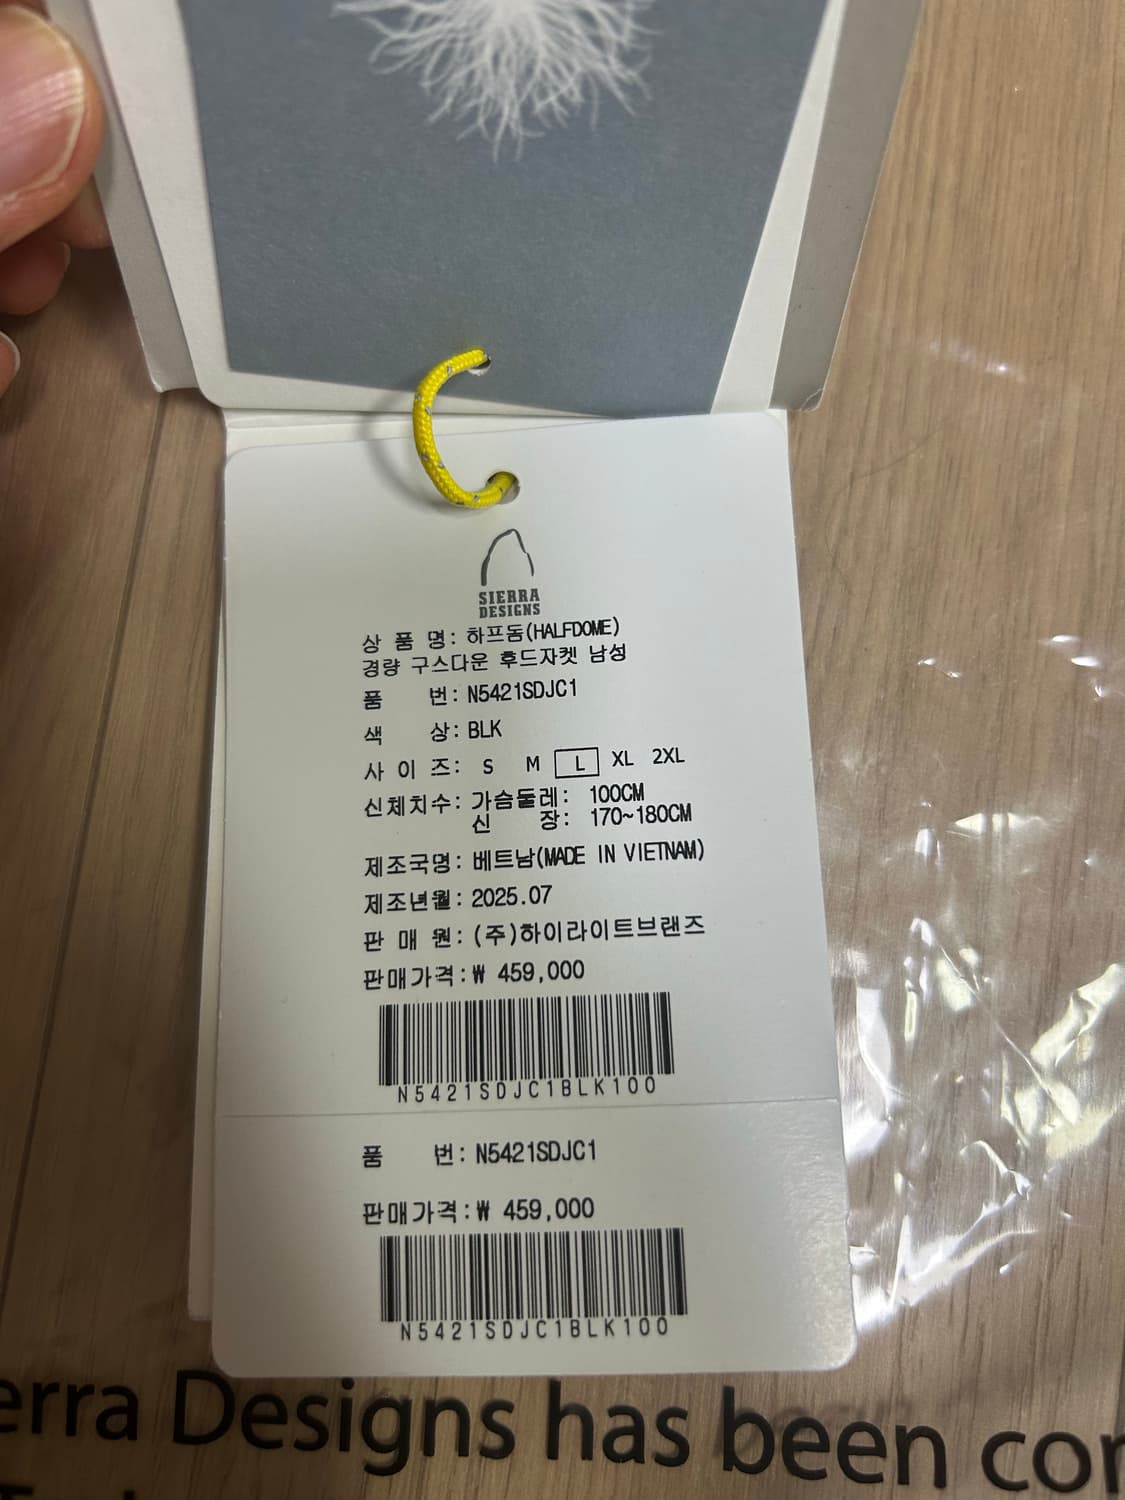 SIERRA
DESIGNS
상 품 명: 하프돔(HALFDOME)
경량 구스다운 후드자켓 남성
품 번: N5421SDJC1
색 상: BLK
사 이 즈: S M L XL 2XL
신체치수: 가슴둘레: 100CM
신 장: 170~180CM
제조국명: 베트남(MADE IN VIETNAM)
제조년월: 2025.07
판 매 원: (주)하이라이트브랜즈
판매가격:₩ 459,000
N5421SDJC1BLK100
품 번: N5421SDJC1
판매가격:₩ 459,000
N5421SDJC1BLK100
erra Designs has been con